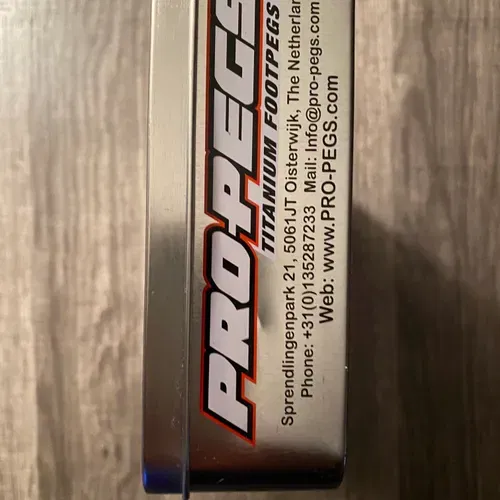 PRO-PEGS
TITANIUM FOOTPEGS
Sprendlingenpark 21, 5061JT Oisterwijk, The Netherlan
Phone: +31(0)135287233 Mail: Info@pro-pegs.com
Web: www.PRO-PEGS.com